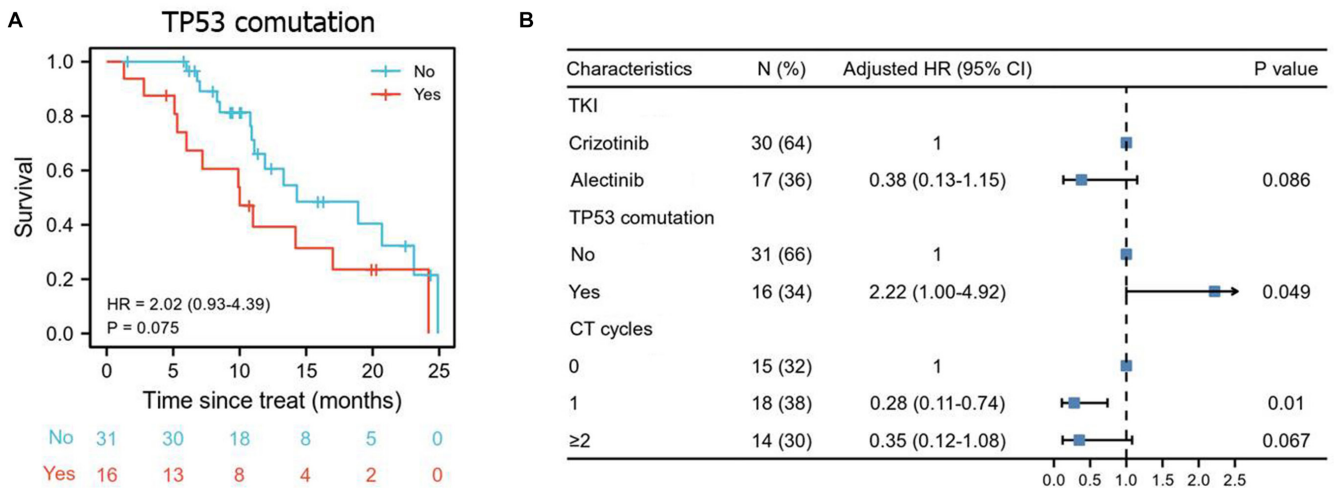 A
TP53 comutation
No
Yes
1.0
0.8
0.6
0.4
0.2
0.0
Survival
HR = 2.02 (0.93-4.39)
P = 0.075
0 5 10 15 20 25
Time since treat (months)
No 31 30 18 8 5 0
Yes 16 13 8 4 2 0
B
Characteristics N (%) Adjusted HR (95% CI) P value
TKI
Crizotinib 30 (64) 1
Alectinib 17 (36) 0.38 (0.13-1.15) 0.086
TP53 comutation
No 31 (66) 1
Yes 16 (34) 2.22 (1.00-4.92) 0.049
CT cycles
0 15 (32) 1
1 18 (38) 0.28 (0.11-0.74) 0.01
≥2 14 (30) 0.35 (0.12-1.08) 0.067
0.0 0.5 1.0 1.5 2.0 2.5